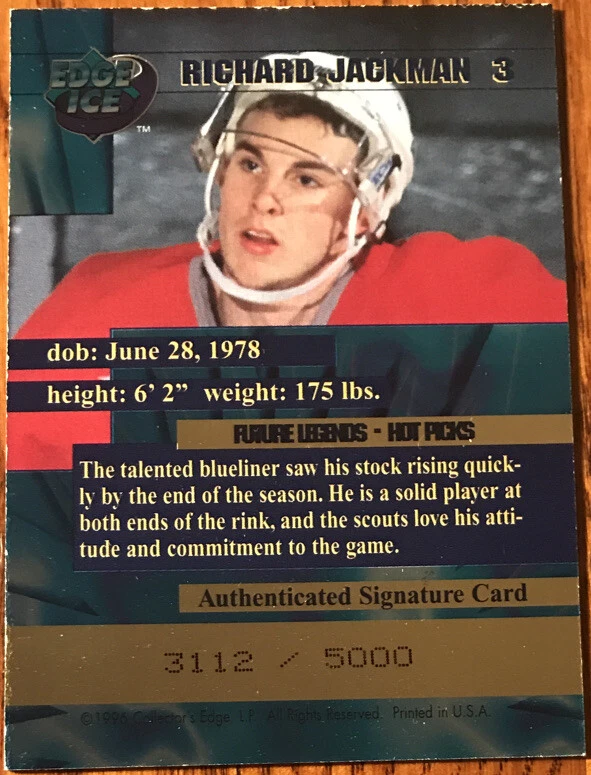 EDGE
ICE
TM
RICHARD JACKMAN 3
dob: June 28, 1978
height: 6’ 2” weight: 175 lbs.
FUTURE LEGENDS - HOT PICKS
The talented blueliner saw his stock rising quick-
ly by the end of the season. He is a solid player at
both ends of the rink, and the scouts love his atti-
tude and commitment to the game.
Authenticated Signature Card
3112 / 5000
©1996 Collector's Edge L.P. All Rights Reserved. Printed in U.S.A.